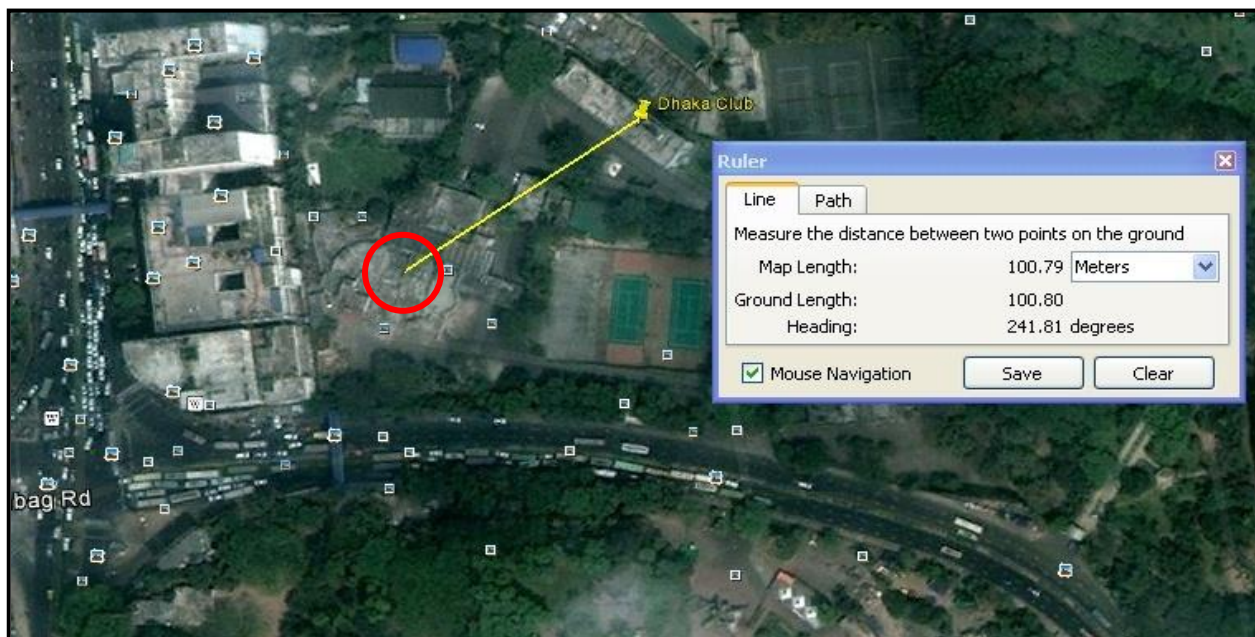 Dhaka Club
Ruler
Line Path
Measure the distance between two points on the ground
Map Length: 100.79 Meters
Ground Length: 100.80
Heading: 241.81 degrees
Mouse Navigation Save Clear
W
W
bag Rd